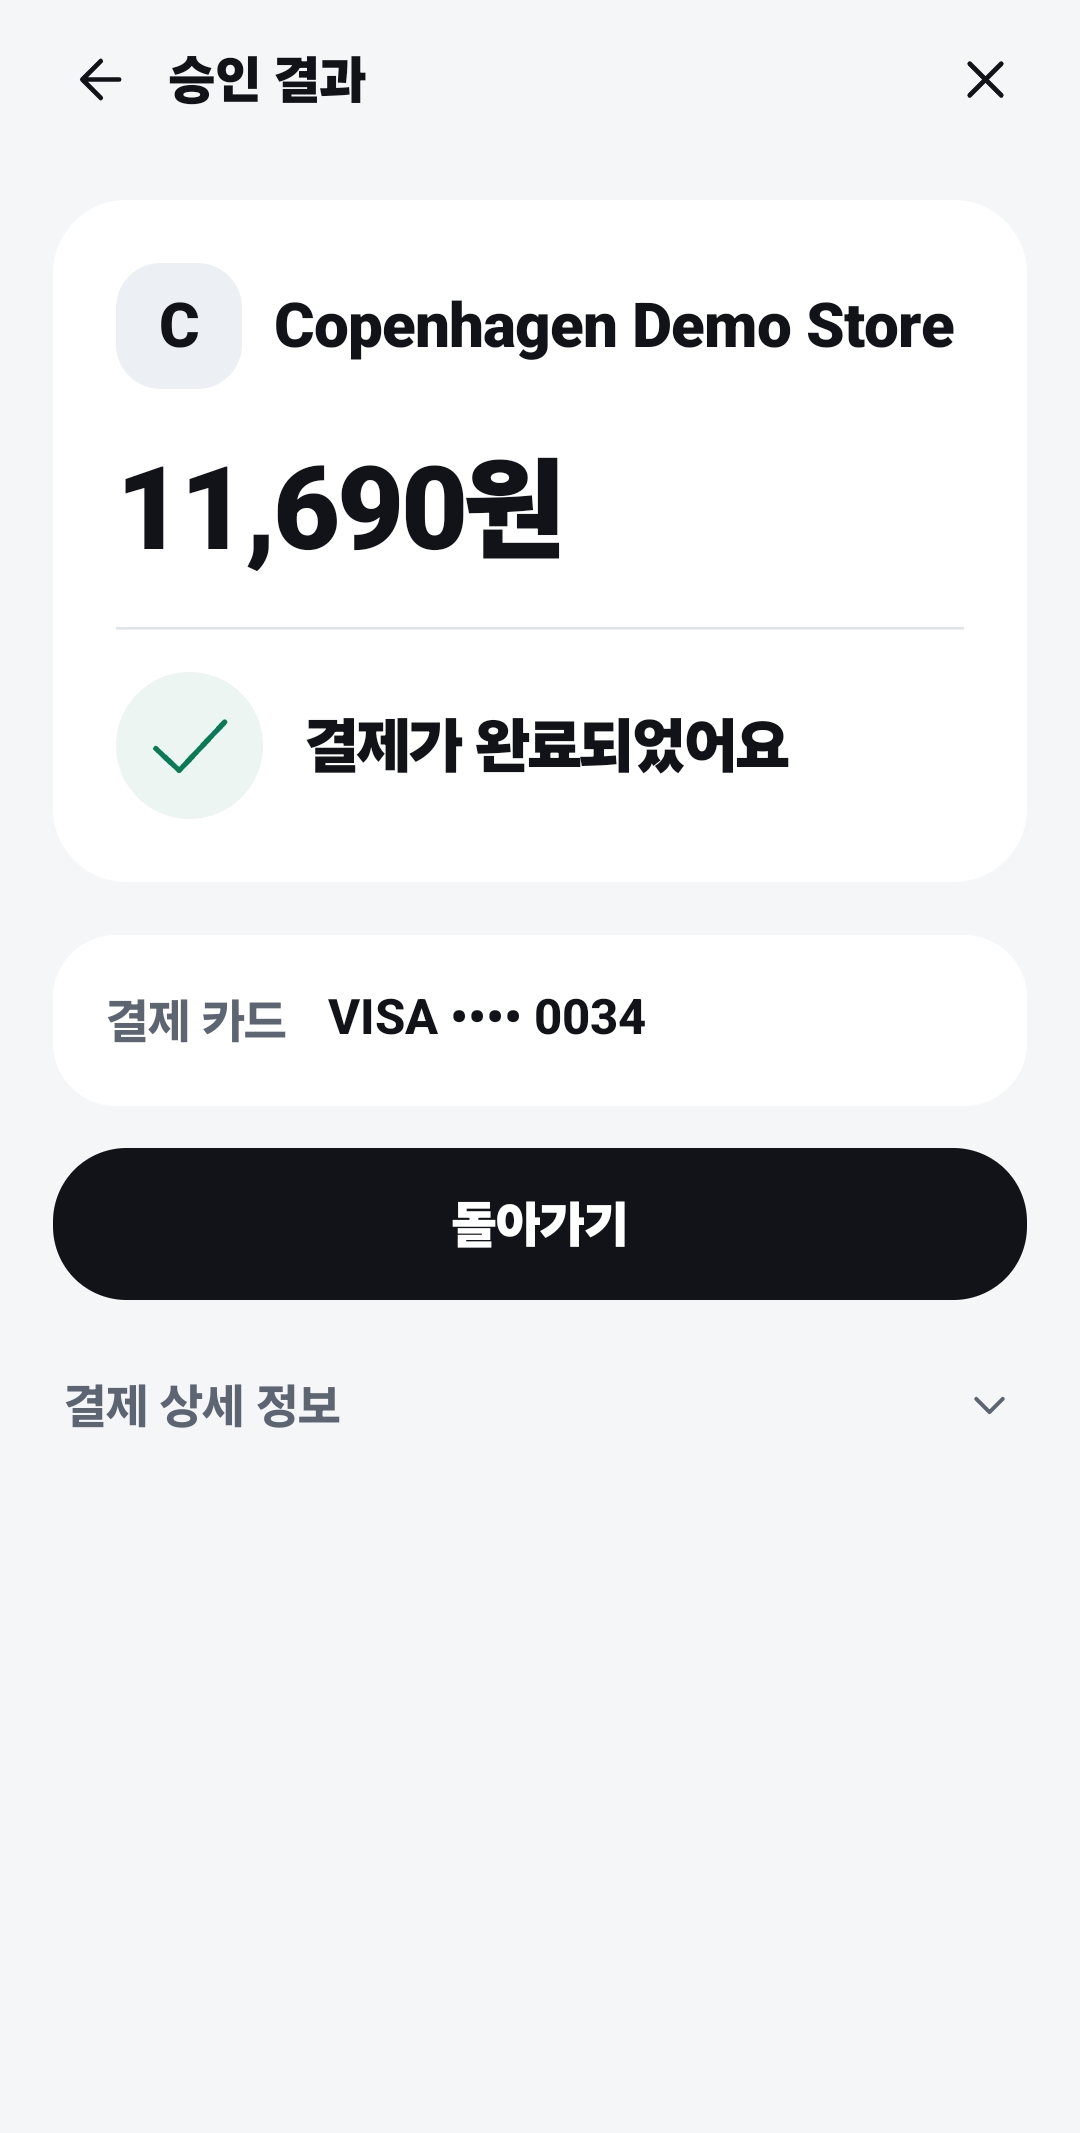 승인 결과
C Copenhagen Demo Store
11,690원
결제가 완료되었어요
결제 카드 VISA •••• 0034
돌아가기
결제 상세 정보